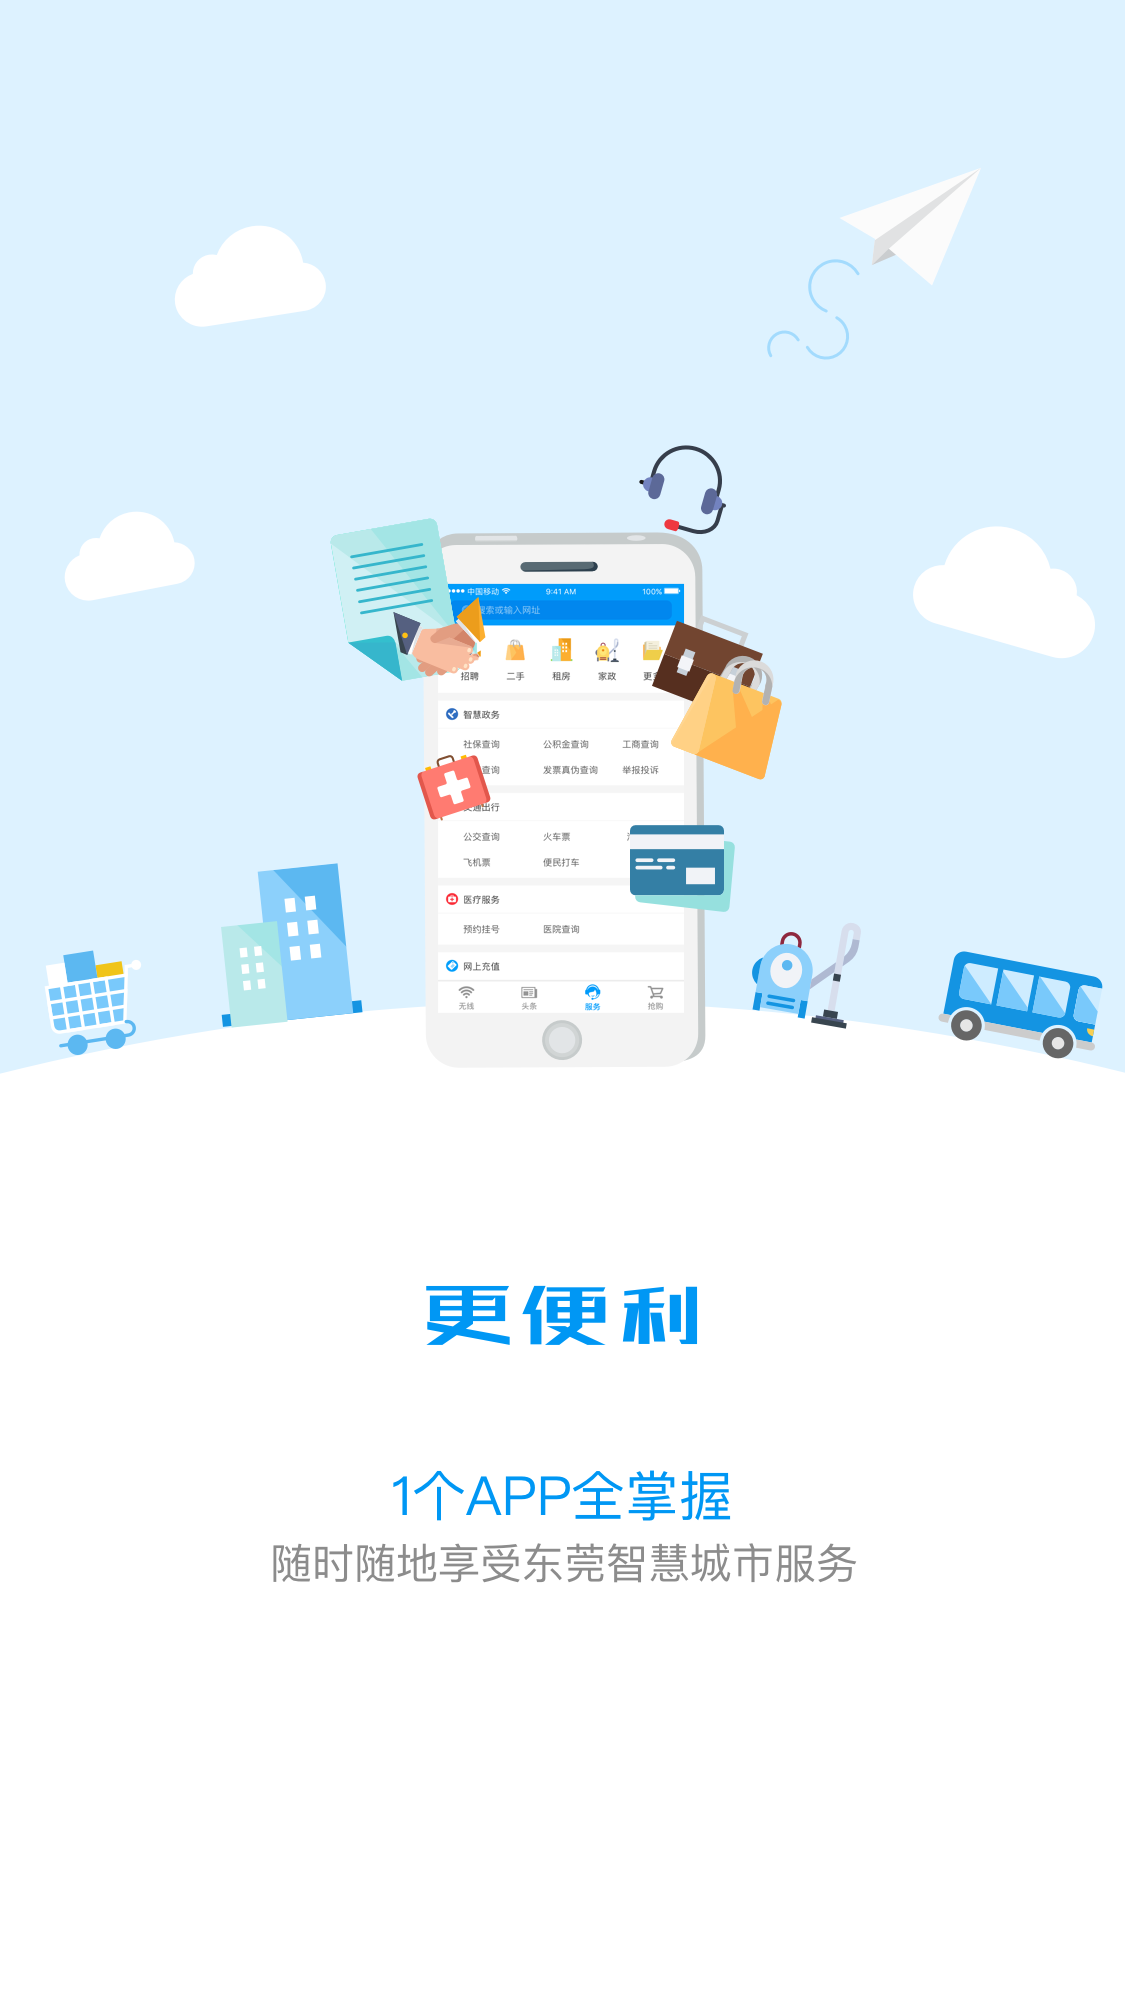 中国移动 9:41 AM 100%
搜索或输入网址
招聘 二手 租房 家政 更
智慧政务
社保查询 公积金查询 工商查询
查询 发票真伪查询 举报投诉
交通出行
公交查询 火车票
飞机票 便民打车
医疗服务
预约挂号 医院查询
网上充值
无线 头条 服务 抢购
更便利
1个APP全掌握
随时随地享受东莞智慧城市服务